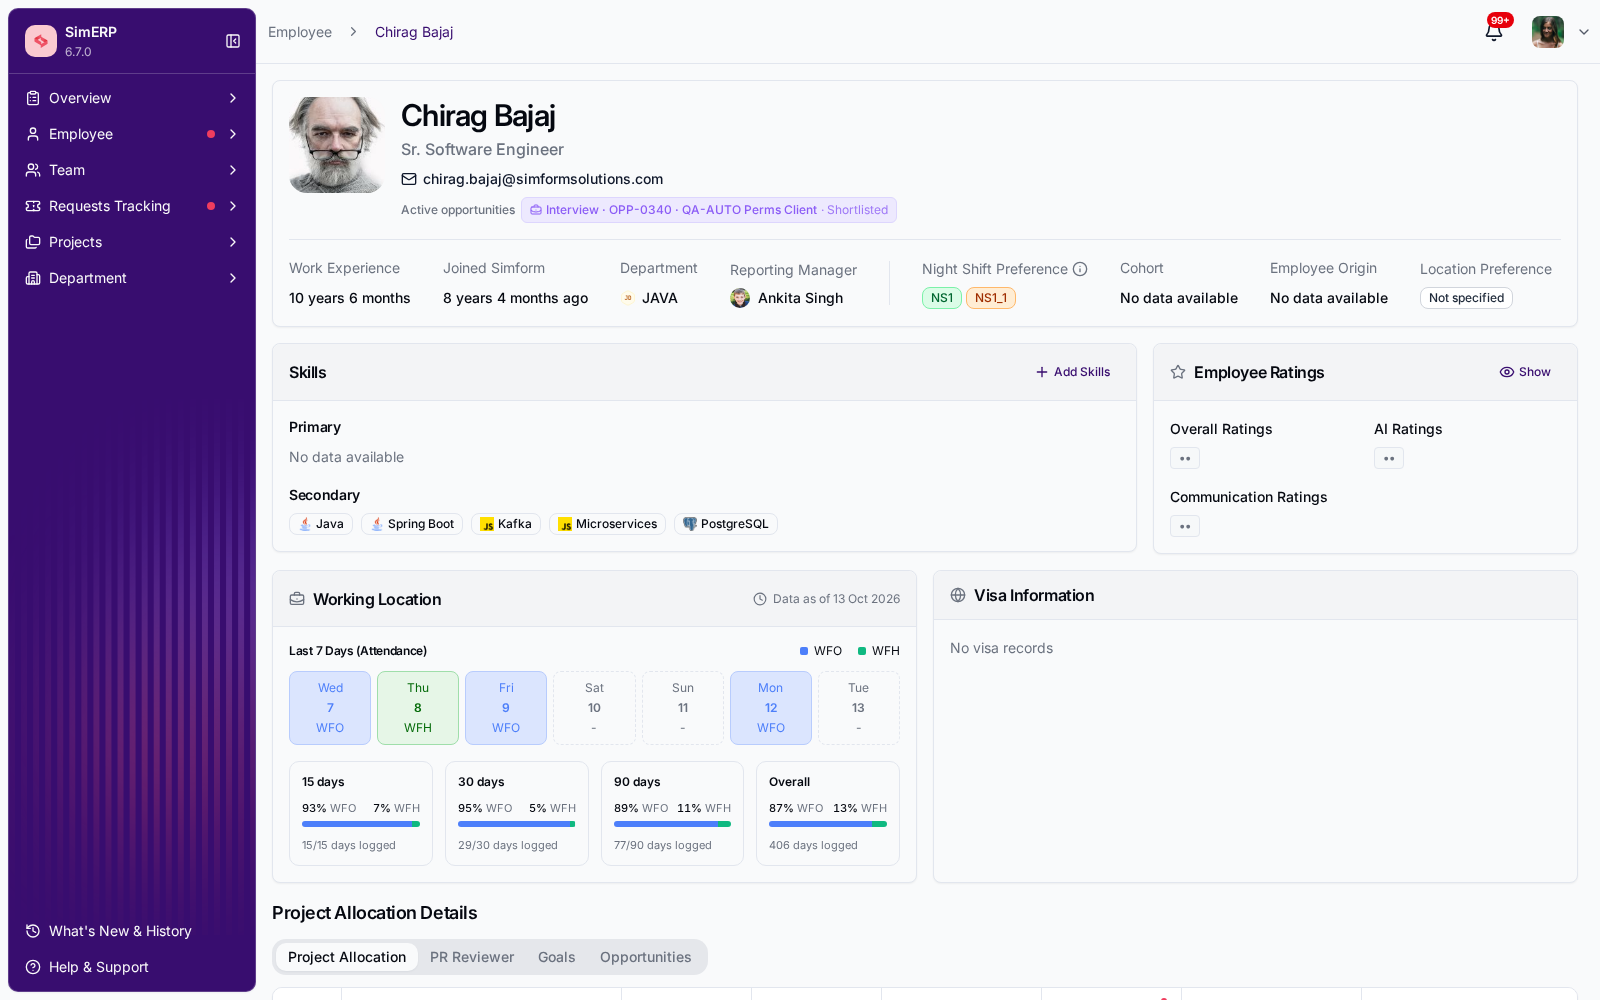 SimERP
6.7.0
Overview
Employee
Team
Requests Tracking
Projects
Department
What's New & History
Help & Support
Employee
Chirag Bajaj
99+
Chirag Bajaj
Sr. Software Engineer
chirag.bajaj@simformsolutions.com
Active opportunities
Interview · OPP-0340 · QA-AUTO Perms Client · Shortlisted
Work Experience
10 years 6 months
Joined Simform
8 years 4 months ago
Department
JAVA
Reporting Manager
Ankita Singh
Night Shift Preference
NS1
NS1_1
Cohort
No data available
Employee Origin
No data available
Location Preference
Not specified
Skills
Add Skills
Primary
No data available
Secondary
Java
Spring Boot
JS Kafka
JS Microservices
PostgreSQL
Employee Ratings
Show
Overall Ratings
••
AI Ratings
••
Communication Ratings
••
Working Location
Data as of 13 Oct 2026
Last 7 Days (Attendance)
WFO
WFH
Wed
7
WFO
Thu
8
WFH
Fri
9
WFO
Sat
10
-
Sun
11
-
Mon
12
WFO
Tue
13
-
15 days
93% WFO
7% WFH
15/15 days logged
30 days
95% WFO
5% WFH
29/30 days logged
90 days
89% WFO
11% WFH
77/90 days logged
Overall
87% WFO
13% WFH
406 days logged
Visa Information
No visa records
Project Allocation Details
Project Allocation
PR Reviewer
Goals
Opportunities